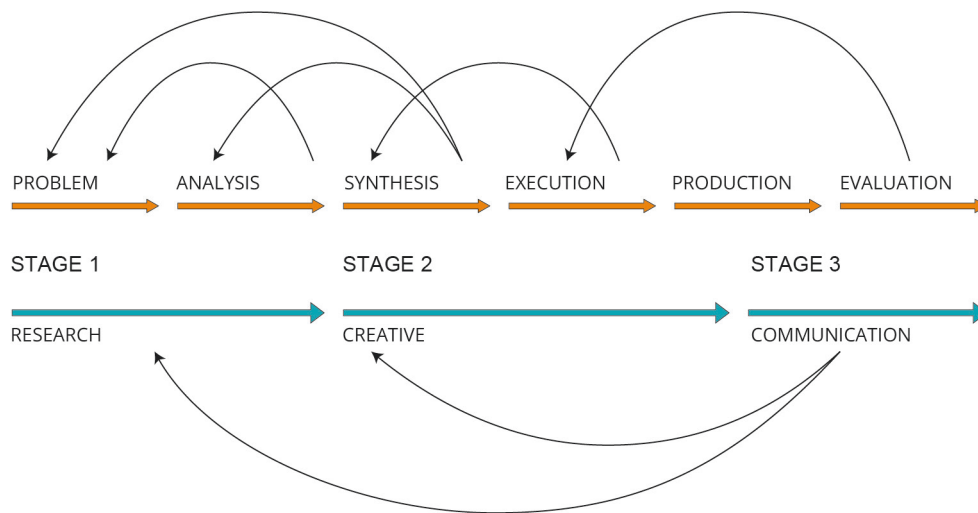 PROBLEM
ANALYSIS
SYNTHESIS
EXECUTION
PRODUCTION
EVALUATION
STAGE 1
STAGE 2
STAGE 3
RESEARCH
CREATIVE
COMMUNICATION